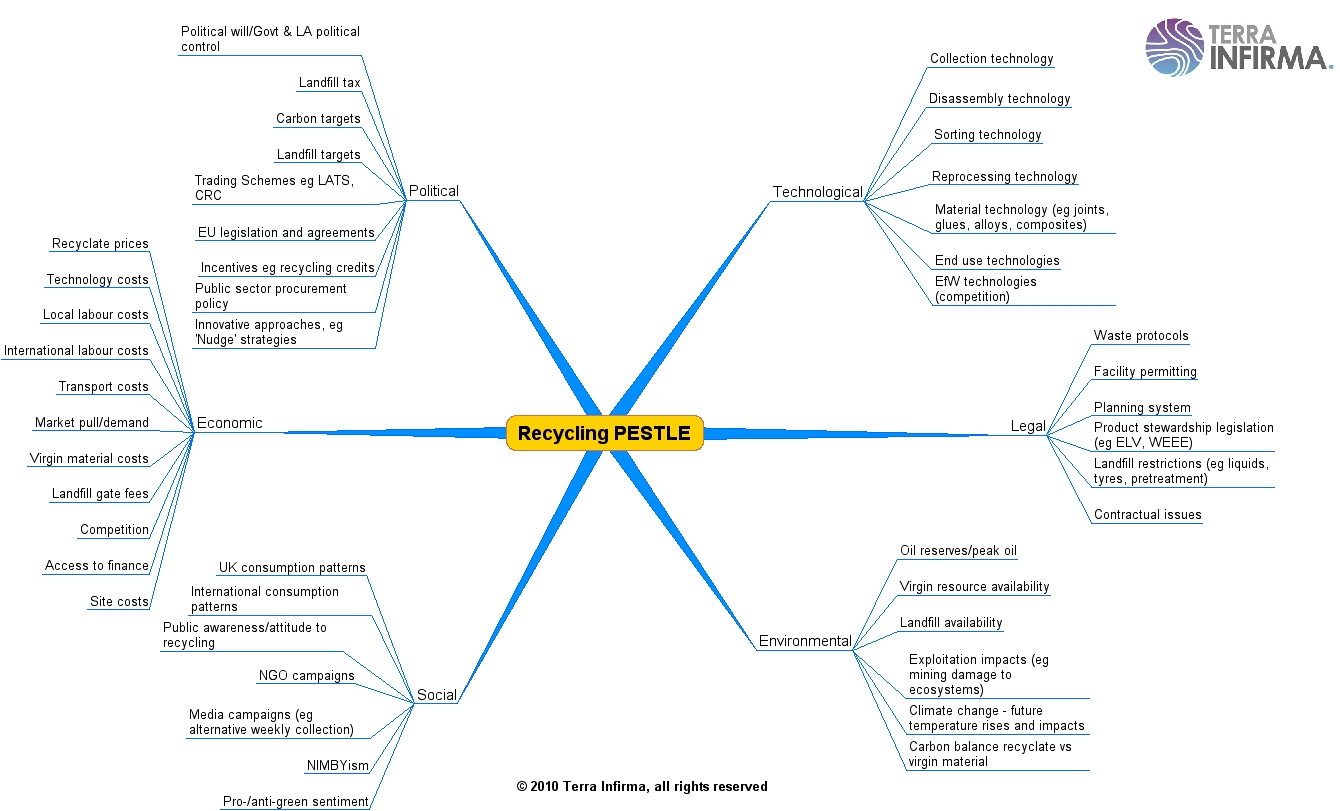 Political will/Govt & LA political
control
Landfill tax
Carbon targets
Landfill targets
Trading Schemes eg LATS,
CRC
EU legislation and agreements
Incentives eg recycling credits
Public sector procurement
policy
Innovative approaches, eg
'Nudge' strategies
Political
Recyclate prices
Technology costs
Local labour costs
International labour costs
Transport costs
Market pull/demand
Virgin material costs
Landfill gate fees
Competition
Access to finance
Site costs
Economic
UK consumption patterns
International consumption
patterns
Public awareness/attitude to
recycling
NGO campaigns
Media campaigns (eg
alternative weekly collection)
NIMBYism
Pro-/anti-green sentiment
Social
Recycling PESTLE
TERRA
INFIRMA.
Technological
Collection technology
Disassembly technology
Sorting technology
Reprocessing technology
Material technology (eg joints,
glues, alloys, composites)
End use technologies
EfW technologies
(competition)
Legal
Waste protocols
Facility permitting
Planning system
Product stewardship legislation
(eg ELV, WEEE)
Landfill restrictions (eg liquids,
tyres, pretreatment)
Contractual issues
Environmental
Oil reserves/peak oil
Virgin resource availability
Landfill availability
Exploitation impacts (eg
mining damage to
ecosystems)
Climate change - future
temperature rises and impacts
Carbon balance recyclate vs
virgin material
© 2010 Terra Infirma, all rights reserved